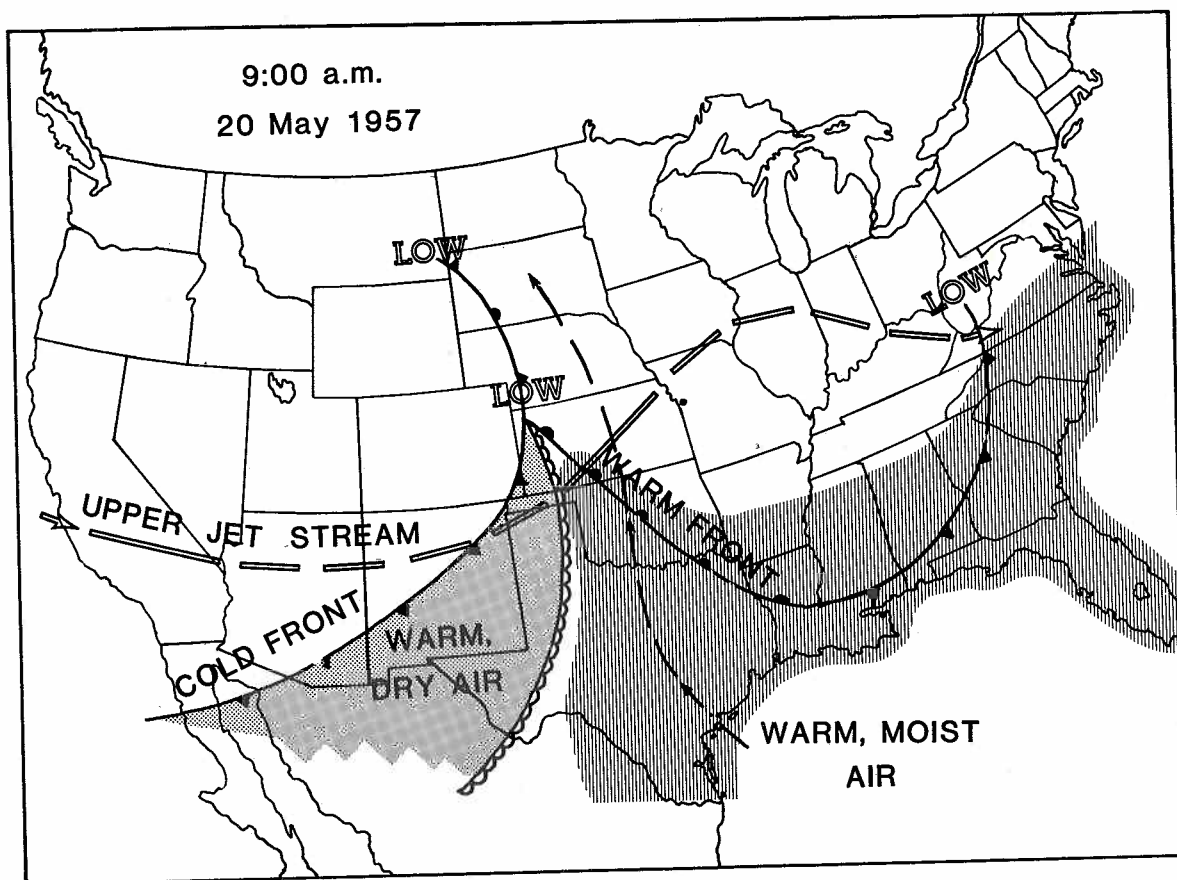 9:00 a.m.
20 May 1957
LOW
LOW
LOW
UPPER JET STREAM
WARM FRONT
COLD FRONT
WARM,
DRY AIR
WARM, MOIST
AIR